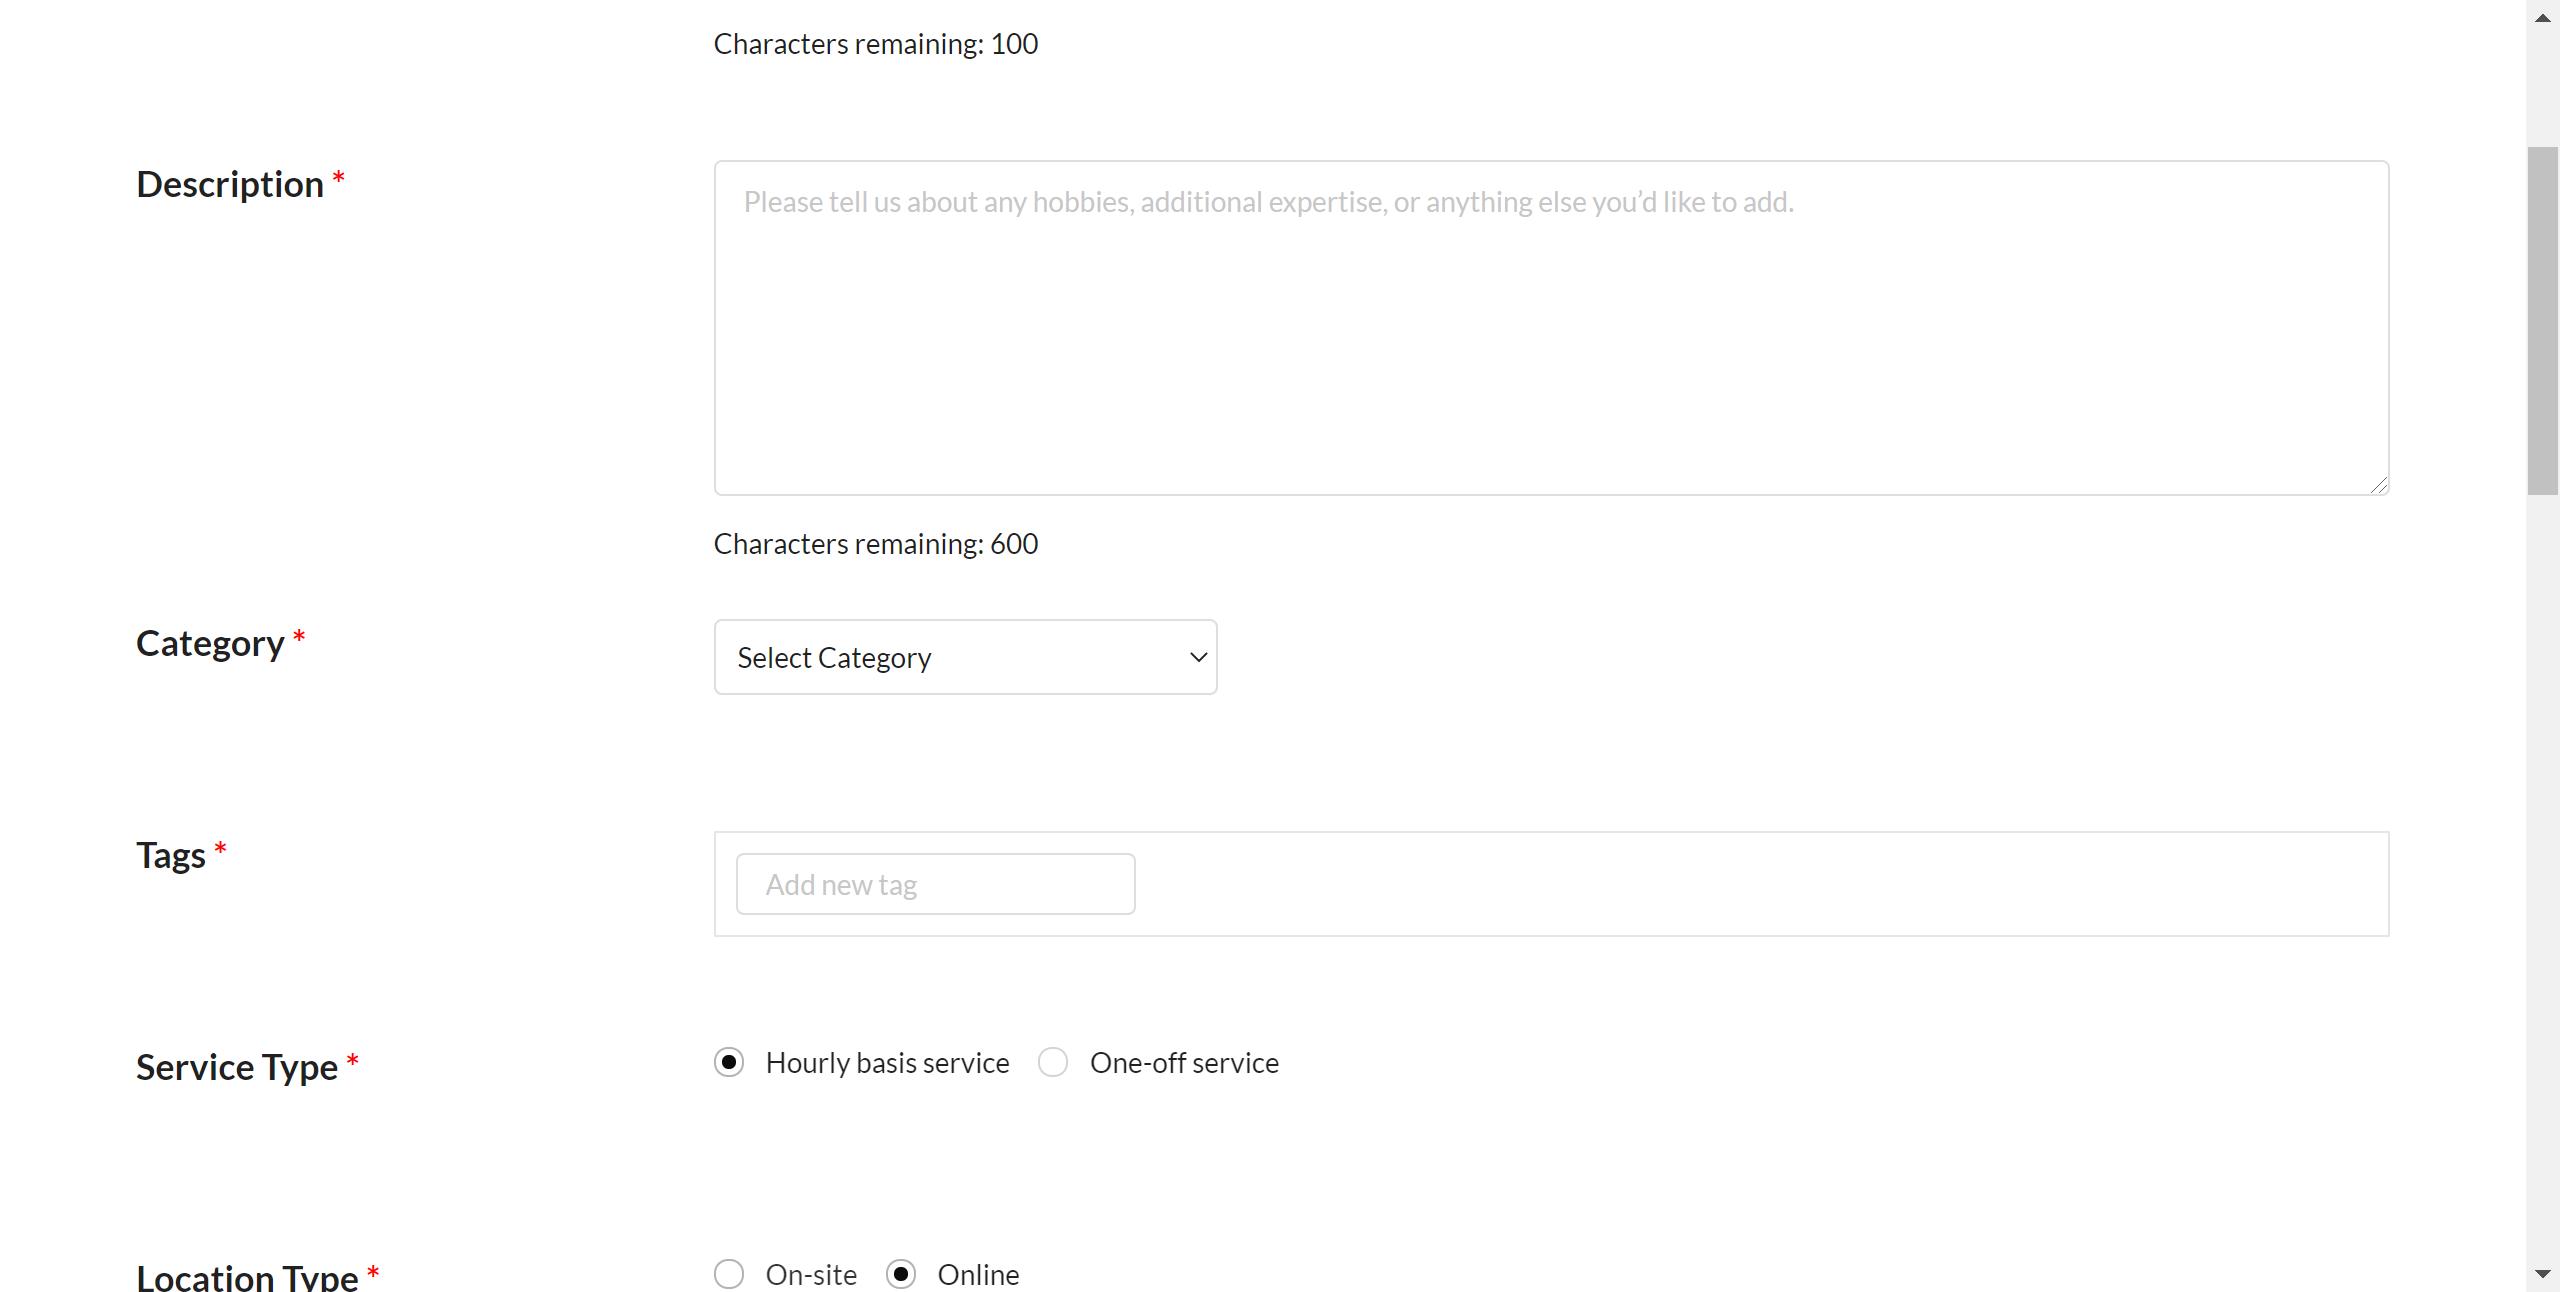 Characters remaining: 100
Description *
Please tell us about any hobbies, additional expertise, or anything else you’d like to add.
Characters remaining: 600
Category *
Select Category
Tags *
Add new tag
Service Type *
Hourly basis service
One-off service
Location Type *
On-site
Online